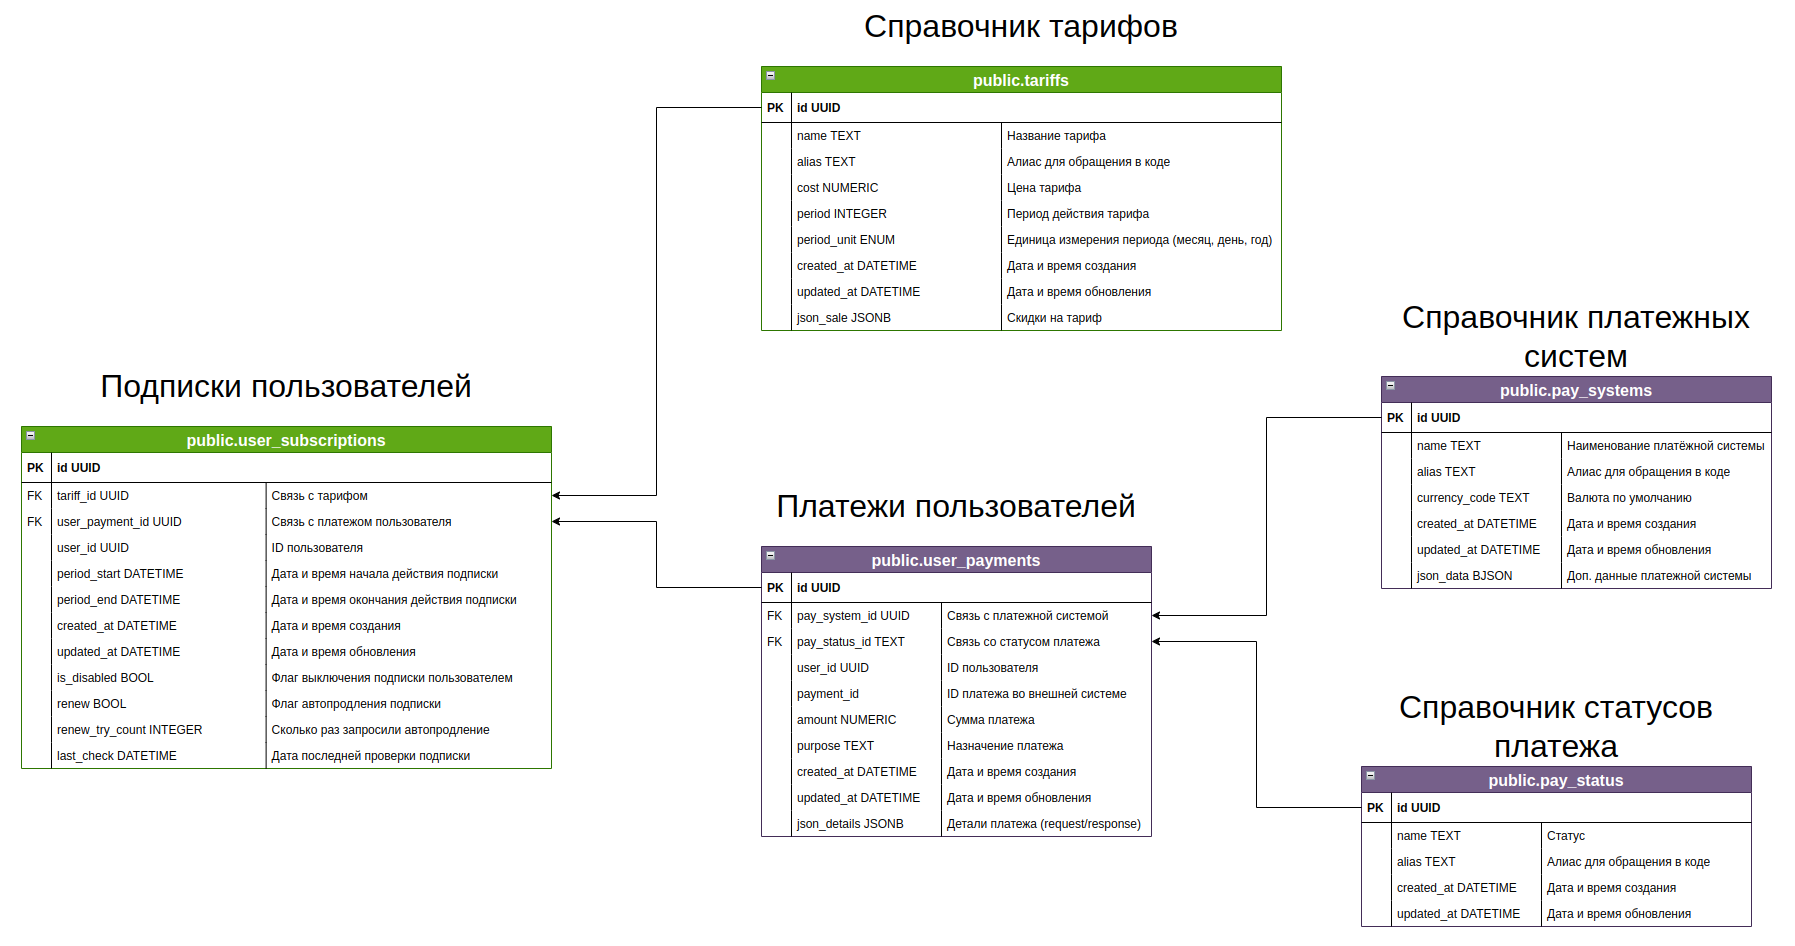 Справочник тарифов
public.tariffs
PK id UUID
name TEXT Название тарифа
alias TEXT Алиас для обращения в коде
cost NUMERIC Цена тарифа
period INTEGER Период действия тарифа
period_unit ENUM Единица измерения периода (месяц, день, год)
created_at DATETIME Дата и время создания
updated_at DATETIME Дата и время обновления
json_sale JSONB Скидки на тариф
Подписки пользователей
public.user_subscriptions
PK id UUID
FK tariff_id UUID Связь с тарифом
FK user_payment_id UUID Связь с платежом пользователя
user_id UUID ID пользователя
period_start DATETIME Дата и время начала действия подписки
period_end DATETIME Дата и время окончания действия подписки
created_at DATETIME Дата и время создания
updated_at DATETIME Дата и время обновления
is_disabled BOOL Флаг выключения подписки пользователем
renew BOOL Флаг автопродления подписки
renew_try_count INTEGER Сколько раз запросили автопродление
last_check DATETIME Дата последней проверки подписки
Платежи пользователей
public.user_payments
PK id UUID
FK pay_system_id UUID Связь с платежной системой
FK pay_status_id TEXT Связь со статусом платежа
user_id UUID ID пользователя
payment_id ID платежа во внешней системе
amount NUMERIC Сумма платежа
purpose TEXT Назначение платежа
created_at DATETIME Дата и время создания
updated_at DATETIME Дата и время обновления
json_details JSONB Детали платежа (request/response)
Справочник платежных
систем
public.pay_systems
PK id UUID
name TEXT Наименование платёжной системы
alias TEXT Алиас для обращения в коде
currency_code TEXT Валюта по умолчанию
created_at DATETIME Дата и время создания
updated_at DATETIME Дата и время обновления
json_data BJSON Доп. данные платежной системы
Справочник статусов
платежа
public.pay_status
PK id UUID
name TEXT Статус
alias TEXT Алиас для обращения в коде
created_at DATETIME Дата и время создания
updated_at DATETIME Дата и время обновления